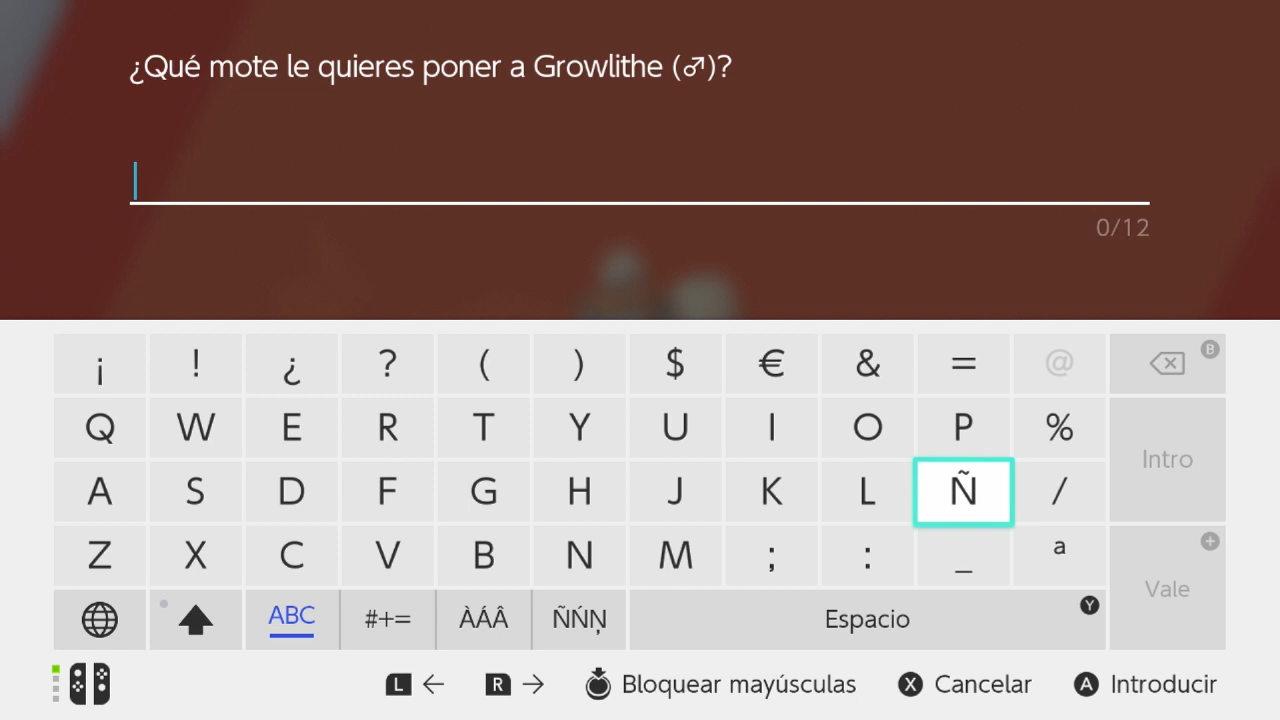 ¿Qué mote le quieres poner a Growlithe (♂)?
0/12
¡ ! ¿ ? ( ) $ € & = @ B
Q W E R T Y U I O P %
A S D F G H J K L Ñ / Intro
Z X C V B N M ; : _ ª +
ABC #+= ÀÁÂ ÑŃŅ Espacio Y Vale
L ← R → Bloquear mayúsculas X Cancelar A Introducir